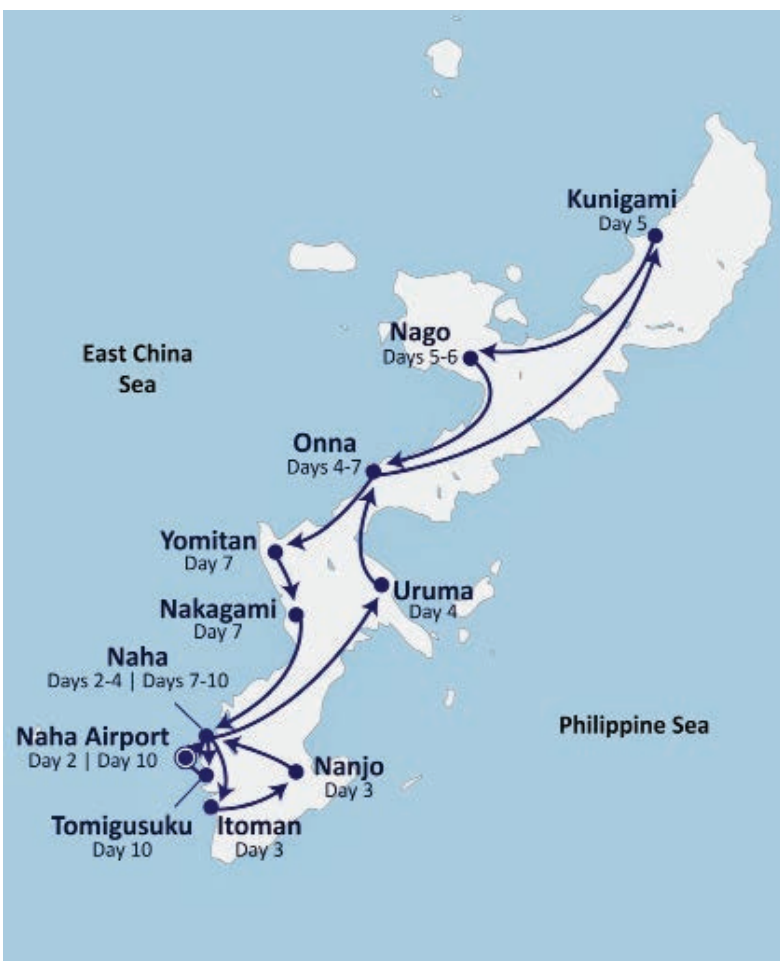 Kunigami
Day 5
Nago
Days 5-6
East China
Sea
Onna
Days 4-7
Yomitan
Day 7
Uruma
Day 4
Nakagami
Day 7
Naha
Days 2-4 | Days 7-10
Philippine Sea
Naha Airport
Day 2 | Day 10
Nanjo
Day 3
Tomigusuku
Day 10
Itoman
Day 3